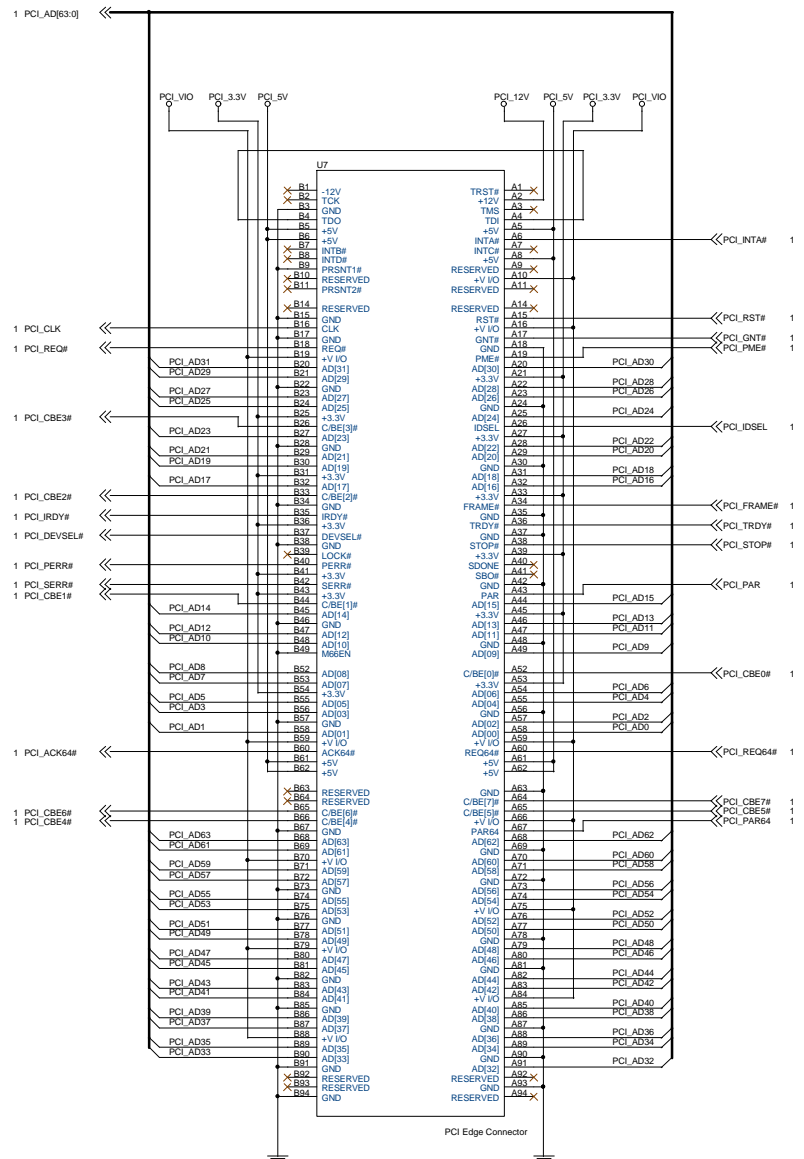 1 PCI_AD[63:0]
PCI_VIO PCI_3.3V PCI_5V PCI_12V PCI_5V PCI_3.3V PCI_VIO
U7
B1 -12V TRST# A1
B2 TCK +12V A2
B3 GND TMS A3
B4 TDO TDI A4
B5 +5V +5V A5
B6 +5V INTA# A6 PCI_INTA# 1
B7 INTB# INTC# A7
B8 INTD# +5V A8
B9 PRSNT1# RESERVED A9
B10 RESERVED +V I/O A10
B11 PRSNT2# RESERVED A11
B14 RESERVED RESERVED A14
B15 GND RST# A15 PCI_RST# 1
1 PCI_CLK B16 CLK +V I/O A16
B17 GND GNT# A17 PCI_GNT# 1
1 PCI_REQ# B18 REQ# GND A18 PCI_PME# 1
B19 +V I/O PME# A19
PCI_AD31 B20 AD[31] AD[30] A20 PCI_AD30
PCI_AD29 B21 AD[29] +3.3V A21
B22 GND AD[28] A22 PCI_AD28
PCI_AD27 B23 AD[27] AD[26] A23 PCI_AD26
PCI_AD25 B24 AD[25] GND A24
B25 +3.3V AD[24] A25 PCI_AD24
1 PCI_CBE3# B26 C/BE[3]# IDSEL A26 PCI_IDSEL 1
PCI_AD23 B27 AD[23] +3.3V A27
B28 GND AD[22] A28 PCI_AD22
PCI_AD21 B29 AD[21] AD[20] A29 PCI_AD20
PCI_AD19 B30 AD[19] GND A30
B31 +3.3V AD[18] A31 PCI_AD18
PCI_AD17 B32 AD[17] AD[16] A32 PCI_AD16
1 PCI_CBE2# B33 C/BE[2]# +3.3V A33
B34 GND FRAME# A34 PCI_FRAME# 1
1 PCI_IRDY# B35 IRDY# GND A35
B36 +3.3V TRDY# A36 PCI_TRDY# 1
1 PCI_DEVSEL# B37 DEVSEL# GND A37
B38 GND STOP# A38 PCI_STOP# 1
B39 LOCK# +3.3V A39
1 PCI_PERR# B40 PERR# SDONE A40
B41 +3.3V SBO# A41
1 PCI_SERR# B42 SERR# GND A42
B43 +3.3V PAR A43 PCI_PAR 1
1 PCI_CBE1# B44 C/BE[1]# AD[15] A44 PCI_AD15
PCI_AD14 B45 AD[14] +3.3V A45
B46 GND AD[13] A46 PCI_AD13
PCI_AD12 B47 AD[12] AD[11] A47 PCI_AD11
PCI_AD10 B48 AD[10] GND A48
B49 M66EN AD[09] A49 PCI_AD9
PCI_AD8 B52 AD[08] C/BE[0]# A52 PCI_CBE0# 1
PCI_AD7 B53 AD[07] +3.3V A53
B54 +3.3V AD[06] A54 PCI_AD6
PCI_AD5 B55 AD[05] AD[04] A55 PCI_AD4
PCI_AD3 B56 AD[03] GND A56
B57 GND AD[02] A57 PCI_AD2
PCI_AD1 B58 AD[01] AD[00] A58 PCI_AD0
B59 +V I/O +V I/O A59
1 PCI_ACK64# B60 ACK64# REQ64# A60 PCI_REQ64# 1
B61 +5V +5V A61
B62 +5V +5V A62
B63 RESERVED GND A63
B64 RESERVED C/BE[7]# A64 PCI_CBE7# 1
1 PCI_CBE6# B65 C/BE[6]# C/BE[5]# A65 PCI_CBE5# 1
1 PCI_CBE4# B66 C/BE[4]# +V I/O A66 PCI_PAR64 1
B67 GND PAR64 A67
PCI_AD63 B68 AD[63] AD[62] A68 PCI_AD62
PCI_AD61 B69 AD[61] GND A69
B70 +V I/O AD[60] A70 PCI_AD60
PCI_AD59 B71 AD[59] AD[58] A71 PCI_AD58
PCI_AD57 B72 AD[57] GND A72
B73 GND AD[56] A73 PCI_AD56
PCI_AD55 B74 AD[55] AD[54] A74 PCI_AD54
PCI_AD53 B75 AD[53] +V I/O A75
B76 GND AD[52] A76 PCI_AD52
PCI_AD51 B77 AD[51] AD[50] A77 PCI_AD50
PCI_AD49 B78 AD[49] GND A78
B79 +V I/O AD[48] A79 PCI_AD48
PCI_AD47 B80 AD[47] AD[46] A80 PCI_AD46
PCI_AD45 B81 AD[45] GND A81
B82 GND AD[44] A82 PCI_AD44
PCI_AD43 B83 AD[43] AD[42] A83 PCI_AD42
PCI_AD41 B84 AD[41] +V I/O A84
B85 GND AD[40] A85 PCI_AD40
PCI_AD39 B86 AD[39] AD[38] A86 PCI_AD38
PCI_AD37 B87 AD[37] GND A87
B88 +V I/O AD[36] A88 PCI_AD36
PCI_AD35 B89 AD[35] AD[34] A89 PCI_AD34
PCI_AD33 B90 AD[33] GND A90
B91 GND AD[32] A91 PCI_AD32
B92 RESERVED RESERVED A92
B93 RESERVED GND A93
B94 GND RESERVED A94
PCI Edge Connector